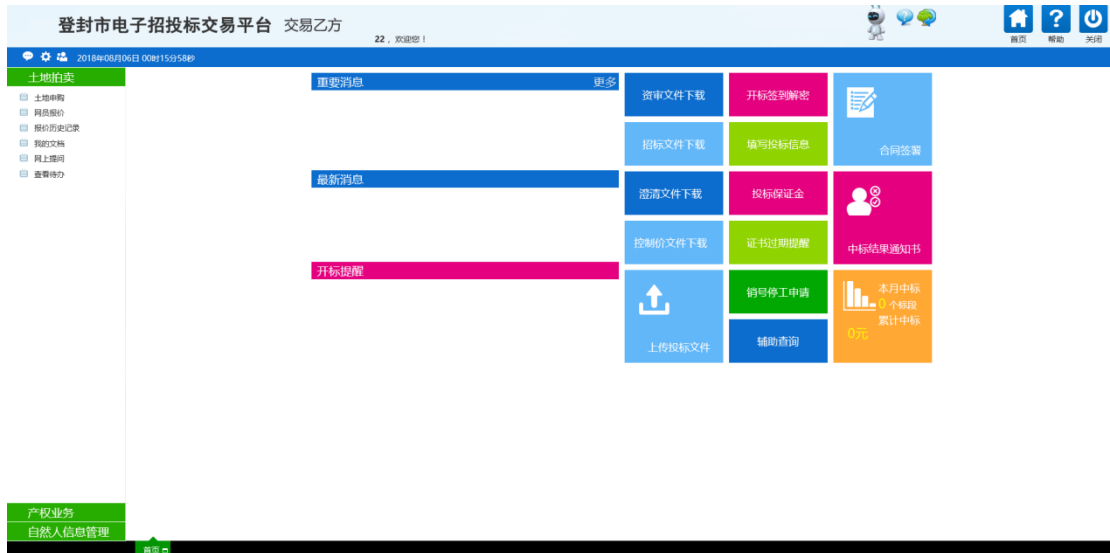 登封市电子招投标交易平台 交易乙方
22，欢迎您！
首页
帮助
关闭
2018年08月06日 00时15分58秒
土地拍卖
土地申购
网员报价
报价历史记录
我的文档
网上提问
查看待办
产权业务
自然人信息管理
重要消息 更多
最新消息
开标提醒
资审文件下载
开标签到解密
合同签署
招标文件下载
填写投标信息
澄清文件下载
投标保证金
中标结果通知书
控制价文件下载
证书过期提醒
上传投标文件
销号停工申请
本月中标
0 个标段
累计中标
0元
辅助查询
首页